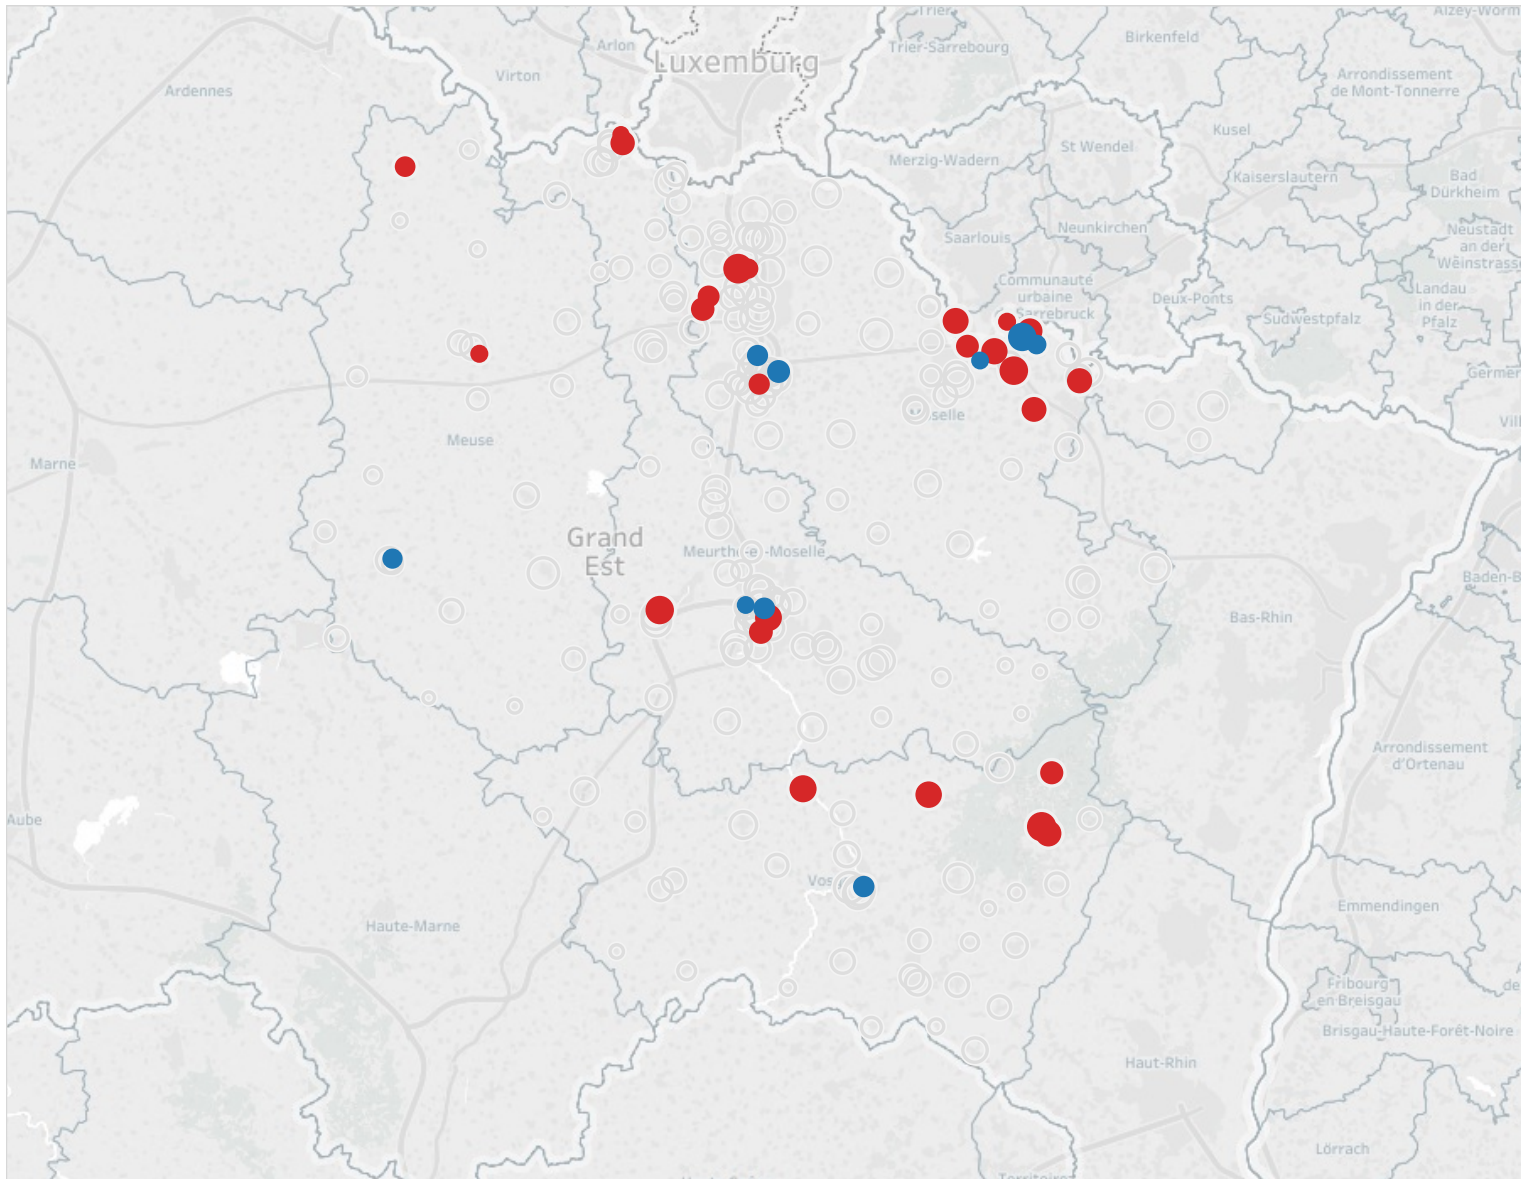 Trier
Alzey-Worm
Birkenfeld
Arlon
Trier-Sarrebourg
Luxemburg
Virton
Arrondissement
de Mont-Tonnerre
Ardennes
Kusel
St Wendel
Merzig-Wadern
Kaiserslautern
Bad
Dürkheim
Neunkirchen
Saarlouis
Neustadt
an der
Weinstrasse
Communauté
urbaine
Sarrebruck
Deux-Ponts
Landau
in der
Pfalz
Südwestpfalz
Germer
selle
Vill
Meuse
Marne
Grand
Est
Meurthe-e -Moselle
Baden-B
Bas-Rhin
Arrondissement
d'Ortenau
Aube
Vos
Emmendingen
Haute-Marne
Fribourg
en Breisgau
de
Brisgau-Haute-Forêt-Noire
Haut-Rhin
Lörrach
Territoire